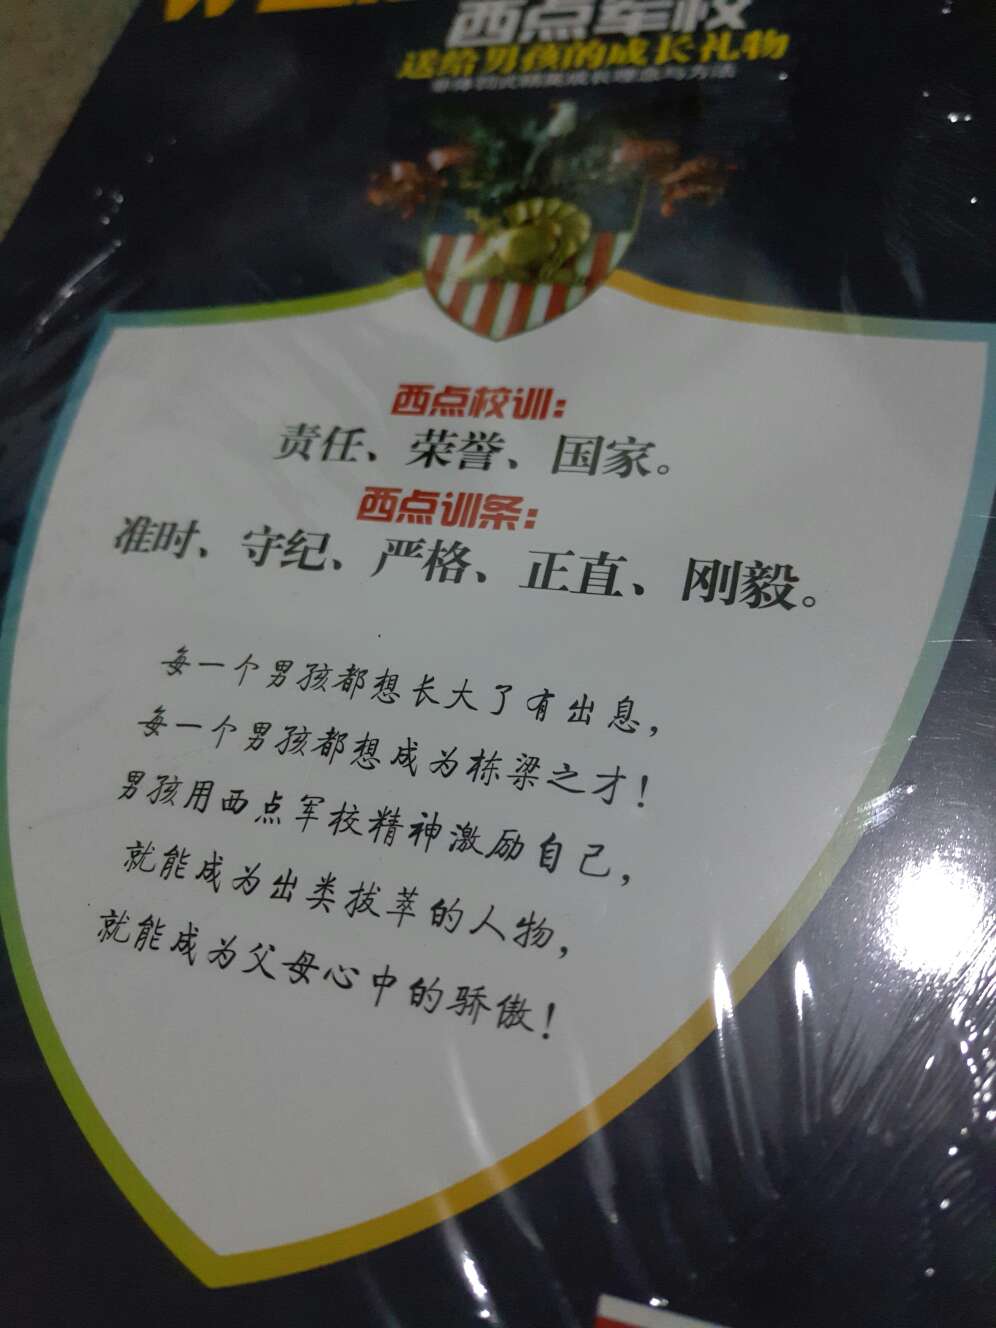 西点军校
送给男孩的成长礼物
西点校训：
责任、荣誉、国家。
西点训条：
准时、守纪、严格、正直、刚毅。
每一个男孩都想长大了有出息，
每一个男孩都想成为栋梁之才！
男孩用西点军校精神激励自己，
就能成为出类拔萃的人物，
就能成为父母心中的骄傲！